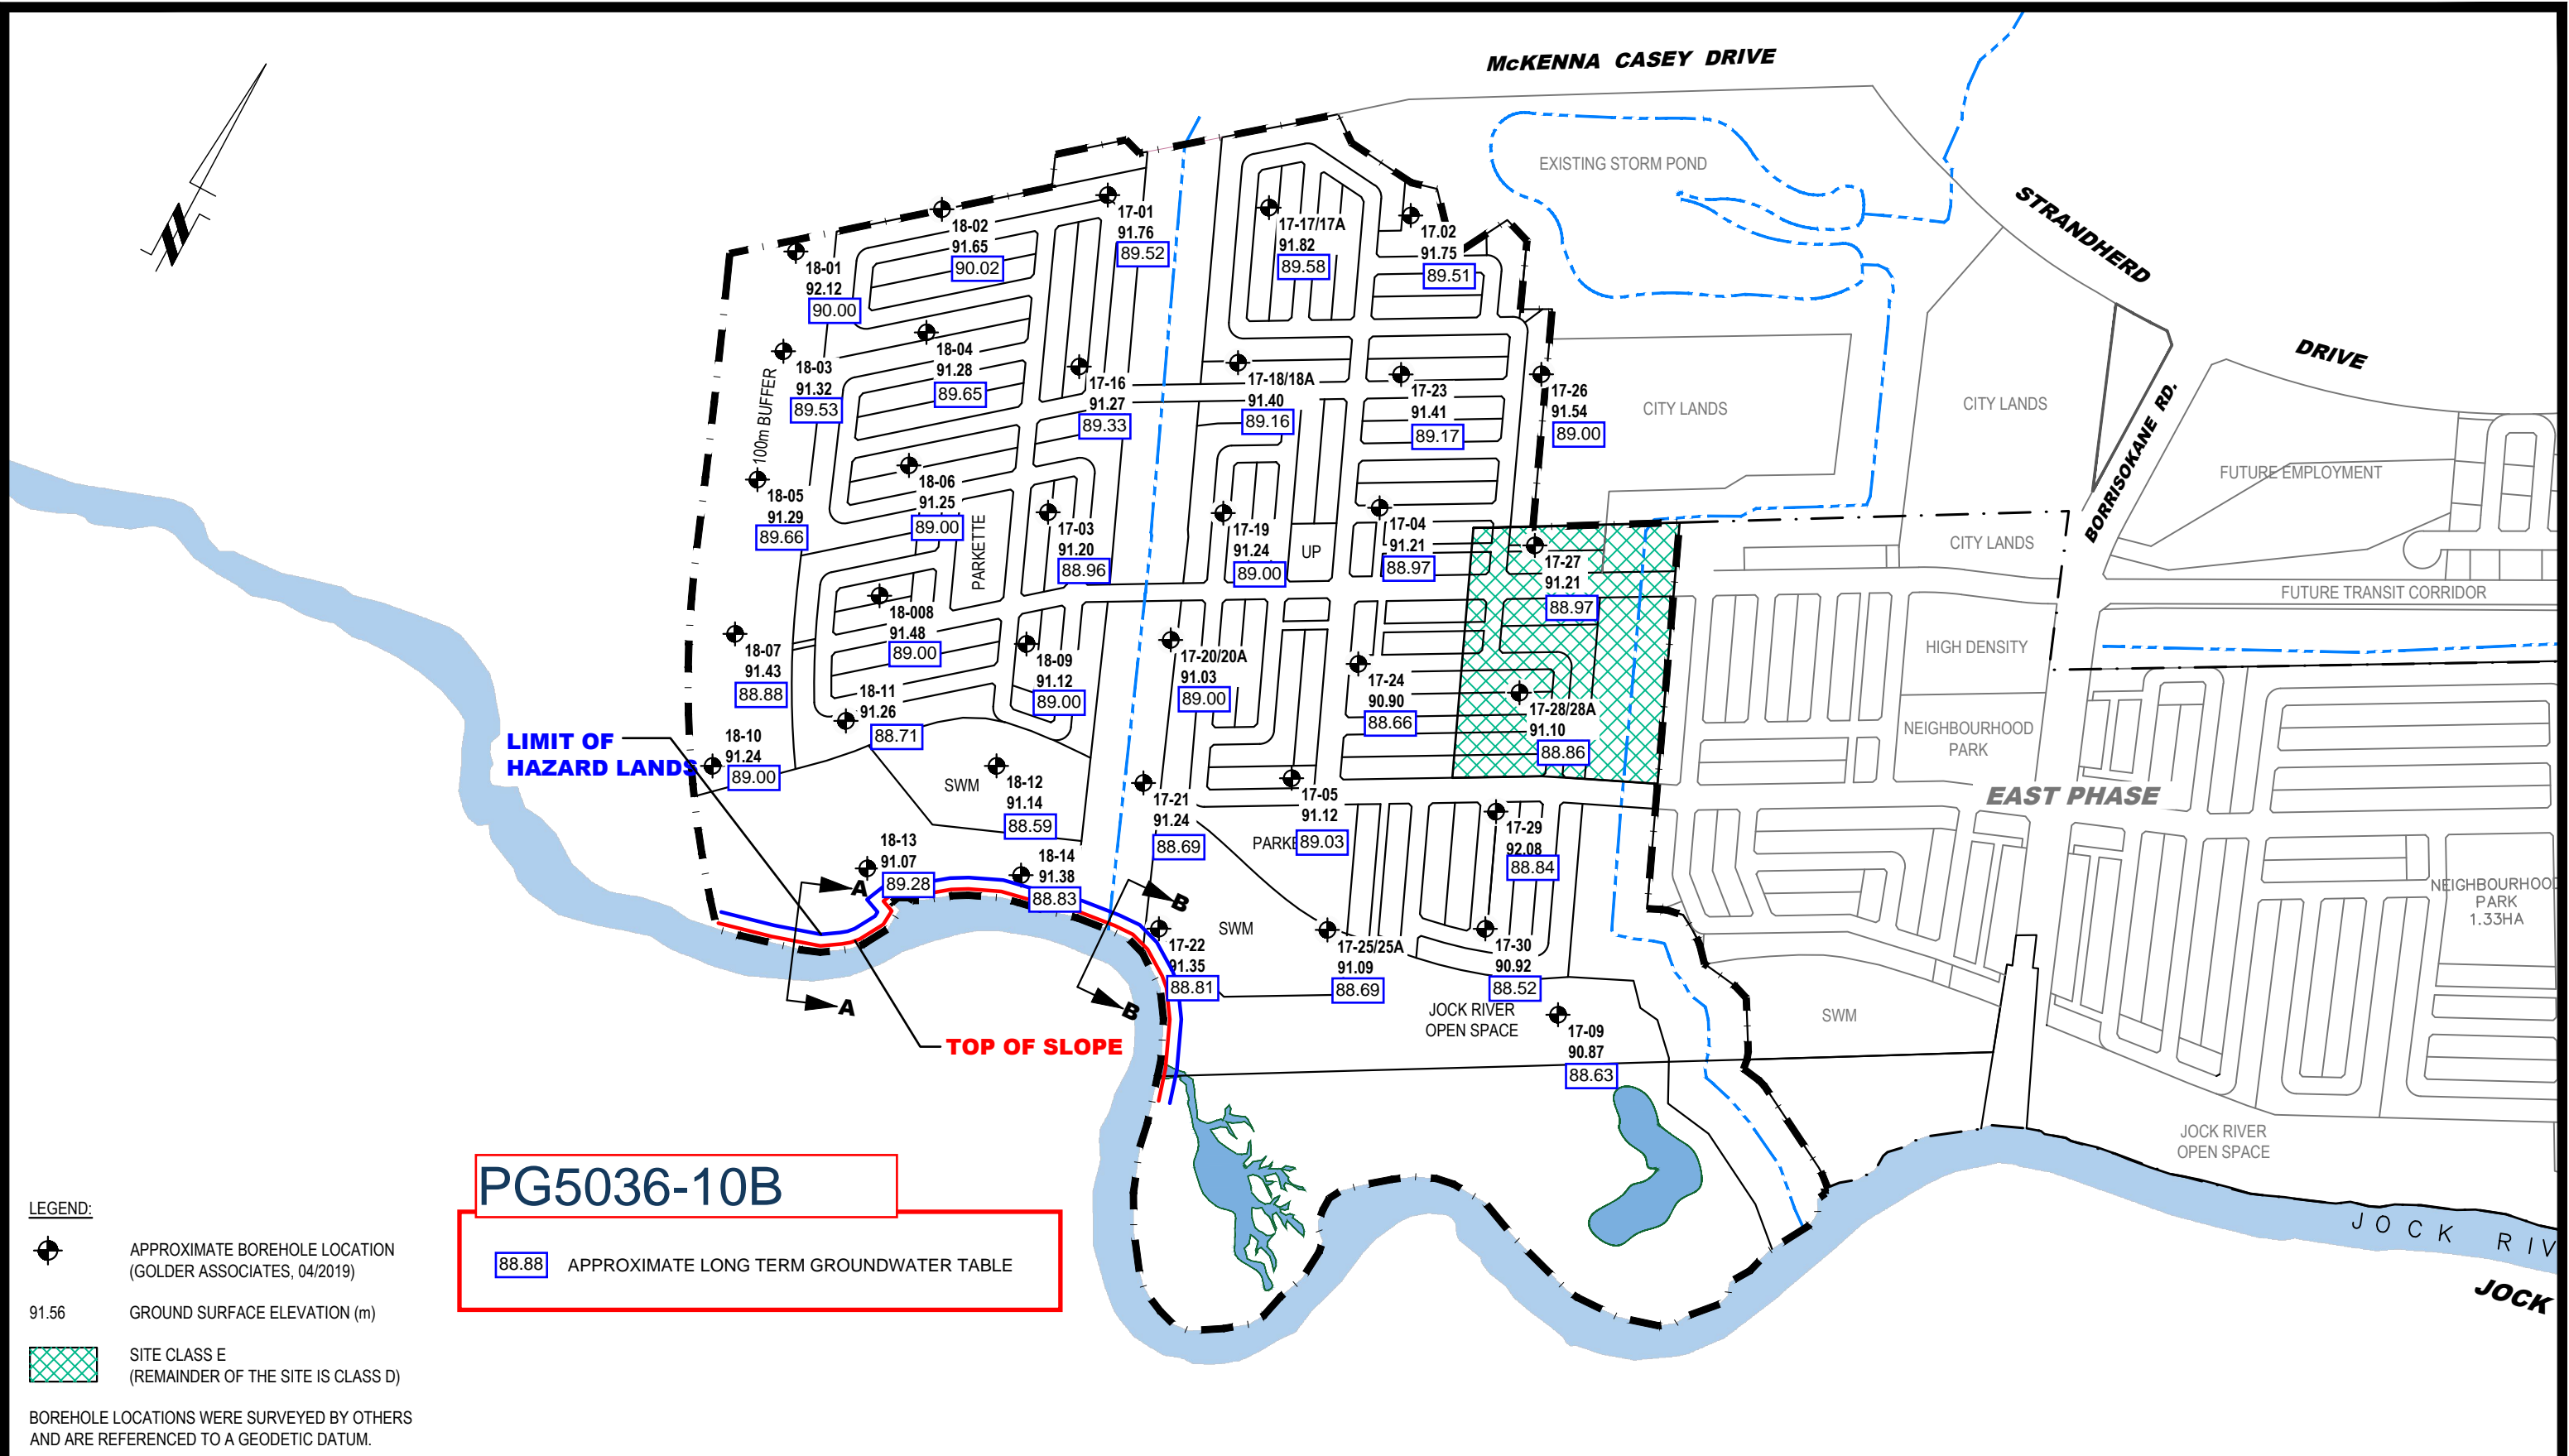 McKENNA CASEY DRIVE
EXISTING STORM POND
STRANDHERD
DRIVE
BORRISOKANE RD.
18-02
91.65
90.02
17-01
91.76
89.52
17-17/17A
91.82
89.58
17.02
91.75
89.51
18-01
92.12
90.00
18-03
91.32
89.53
18-04
91.28
89.65
17-16
91.27
89.33
17-18/18A
91.40
89.16
17-23
91.41
89.17
17-26
91.54
89.00
CITY LANDS
CITY LANDS
FUTURE EMPLOYMENT
100m BUFFER
18-05
91.29
89.66
18-06
91.25
89.00
PARKETTE
17-03
91.20
88.96
17-19
91.24
89.00
UP
17-04
91.21
88.97
17-27
91.21
88.97
CITY LANDS
FUTURE TRANSIT CORRIDOR
18-07
91.43
88.88
18-008
91.48
89.00
18-09
91.12
89.00
17-20/20A
91.03
89.00
17-24
90.90
88.66
17-28/28A
91.10
88.86
HIGH DENSITY
NEIGHBOURHOOD
PARK
18-11
91.26
88.71
LIMIT OF
HAZARD LANDS
18-10
91.24
89.00
SWM
18-12
91.14
88.59
17-21
91.24
88.69
17-05
91.12
89.03
PARKE
17-29
92.08
88.84
EAST PHASE
NEIGHBOURHOOD
PARK
1.33HA
18-13
91.07
89.28
18-14
91.38
88.83
A
A
B
B
17-22
91.35
88.81
SWM
17-25/25A
91.09
88.69
17-30
90.92
88.52
JOCK RIVER
OPEN SPACE
17-09
90.87
88.63
SWM
TOP OF SLOPE
JOCK RIVER
OPEN SPACE
JOCK RIV
JOCK
PG5036-10B
88.88 APPROXIMATE LONG TERM GROUNDWATER TABLE
LEGEND:
APPROXIMATE BOREHOLE LOCATION
(GOLDER ASSOCIATES, 04/2019)
91.56 GROUND SURFACE ELEVATION (m)
SITE CLASS E
(REMAINDER OF THE SITE IS CLASS D)
BOREHOLE LOCATIONS WERE SURVEYED BY OTHERS
AND ARE REFERENCED TO A GEODETIC DATUM.